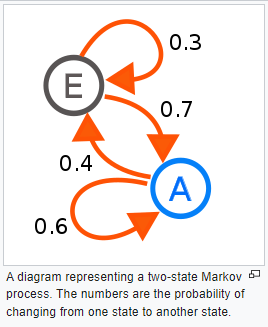 0.3
E
0.7
0.4
A
0.6
A diagram representing a two-state Markov
process. The numbers are the probability of
changing from one state to another state.